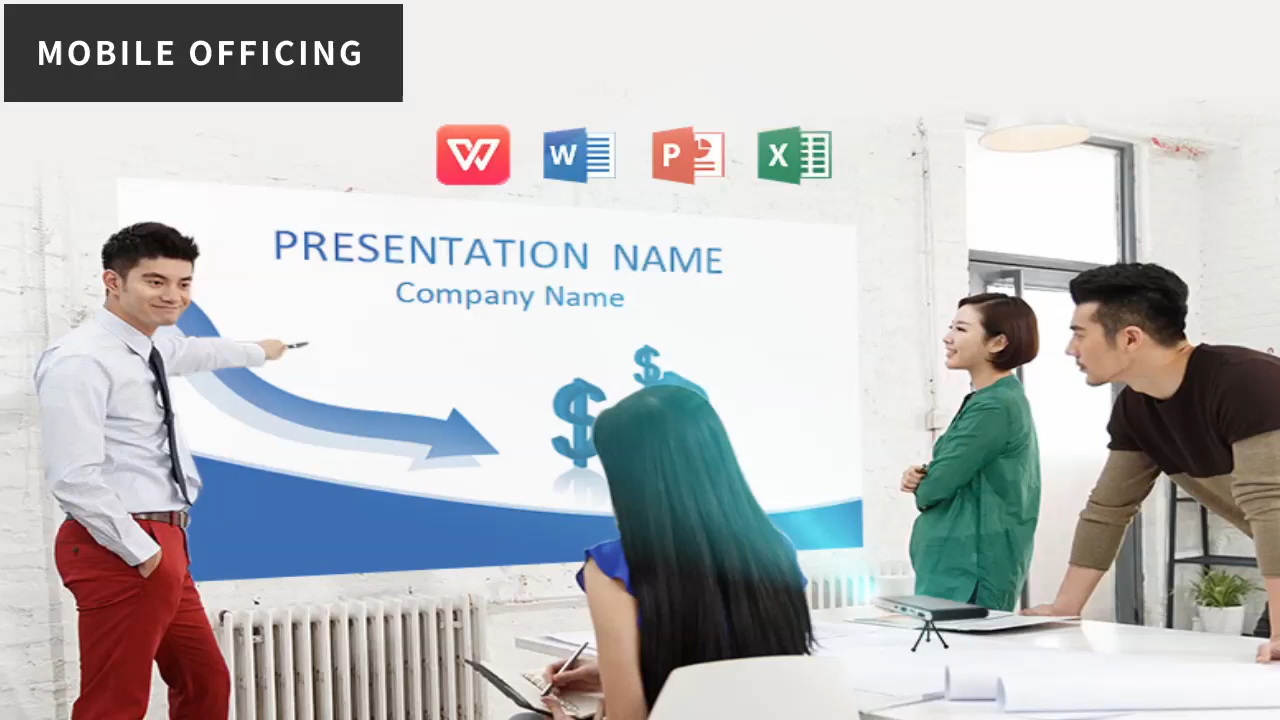 MOBILE OFFICING
W
W
P
X
PRESENTATION NAME
Company Name
$
$